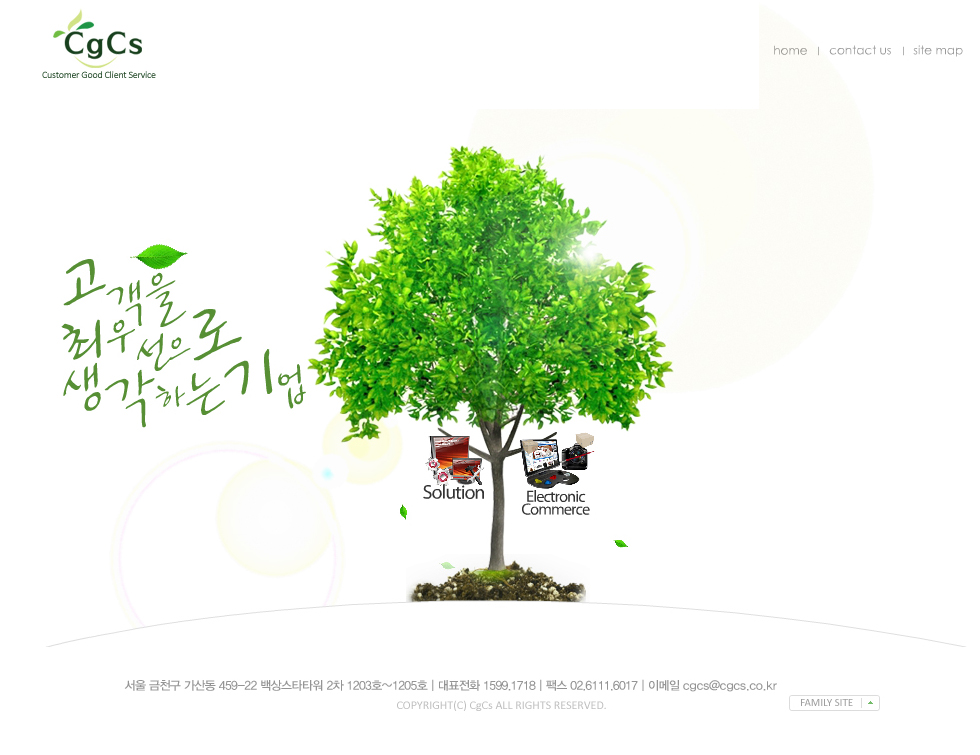 CgCs
Customer Good Client Service
home | contact us | site map
고객을
최우선으로
생각하는기업
Solution
Electronic
Commerce
서울 금천구 가산동 459-22 백상스타타워 2차 1203호~1205호 | 대표전화 1599.1718 | 팩스 02.6111.6017 | 이메일 cgcs@cgcs.co.kr
COPYRIGHT(C) CgCs ALL RIGHTS RESERVED.
FAMILY SITE